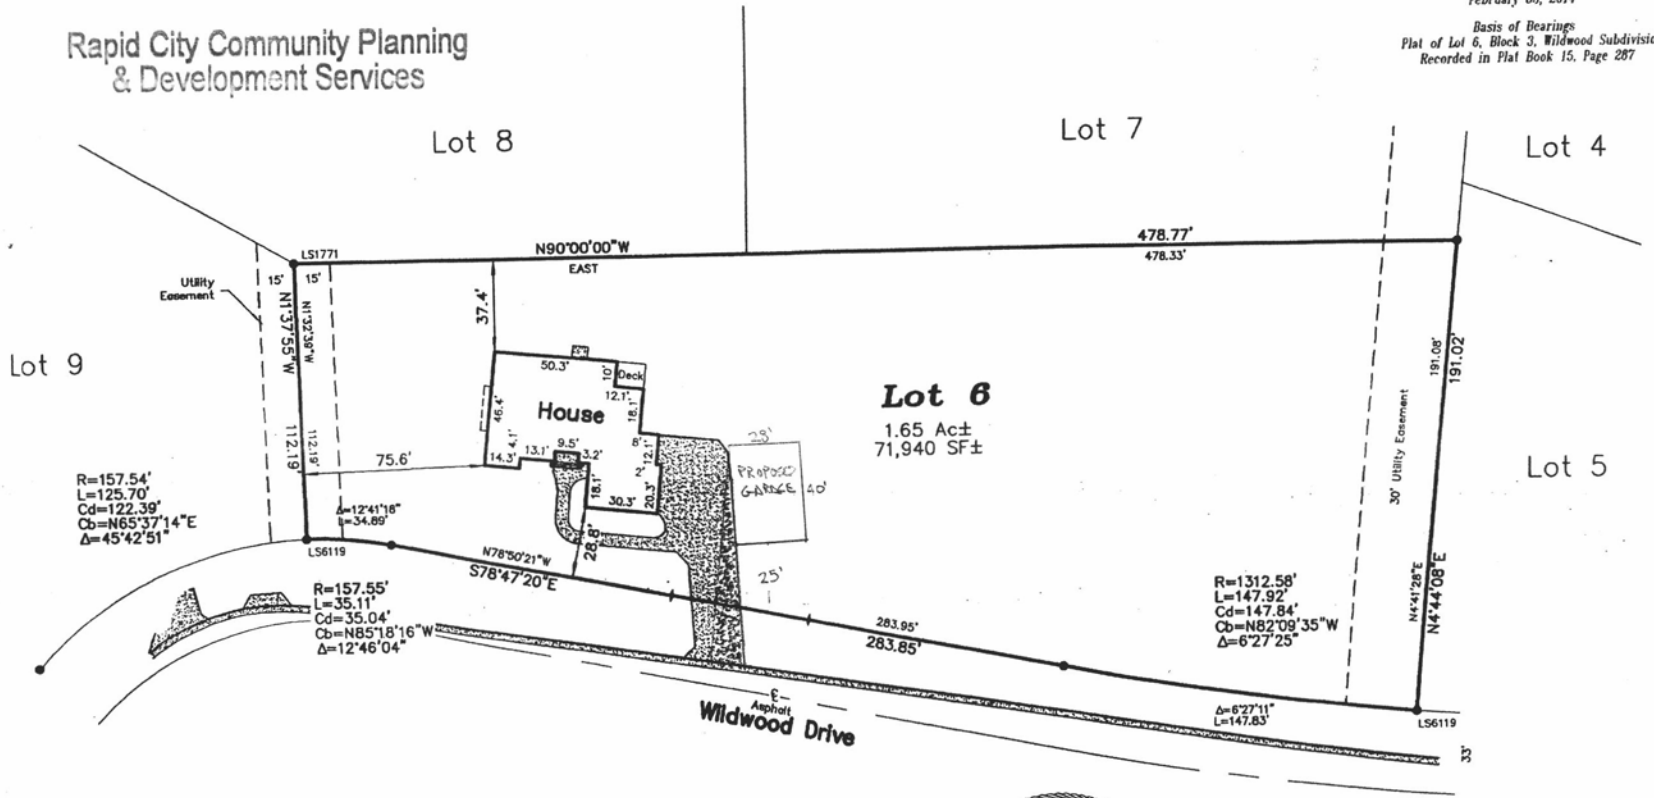 Rapid City Community Planning
& Development Services
Basis of Bearings
Plat of Lot 6, Block 3, Wildwood Subdivisio
Recorded in Plat Book 15, Page 287
Lot 8
Lot 7
Lot 4
LS1771
N90°00'00"W
EAST
478.77'
478.33'
Utility
Easement
15'
15'
N1°37'55"W
N1°32'39"W
112.19'
112.19'
37.4'
Lot 9
50.3'
10'
Deck
12.1'
18.1'
House
46.4'
4.1'
14.3'
13.1'
9.5'
3.2'
8'
12.1'
2'
18.1'
30.3'
20.3'
75.6'
28.8'
Lot 6
1.65 Ac±
71,940 SF±
PROPOSED
GARAGE
40'
25'
191.08'
191.02'
30' Utility Easement
Lot 5
R=157.54'
L=125.70'
Cd=122.39'
Cb=N65°37'14"E
Δ=45°42'51"
Δ=12°41'18"
L=34.89'
LS6119
N78°50'21"W
S78°47'20"E
R=157.55'
L=35.11'
Cd=35.04'
Cb=N85°18'16"W
Δ=12°46'04"
283.95'
283.85'
R=1312.58'
L=147.92'
Cd=147.84'
Cb=N82°09'35"W
Δ=6°27'25"
N4°41'28"E
N4°44'08"E
Δ=6°27'11"
L=147.83'
LS6119
℄
Asphalt
Wildwood Drive
33'